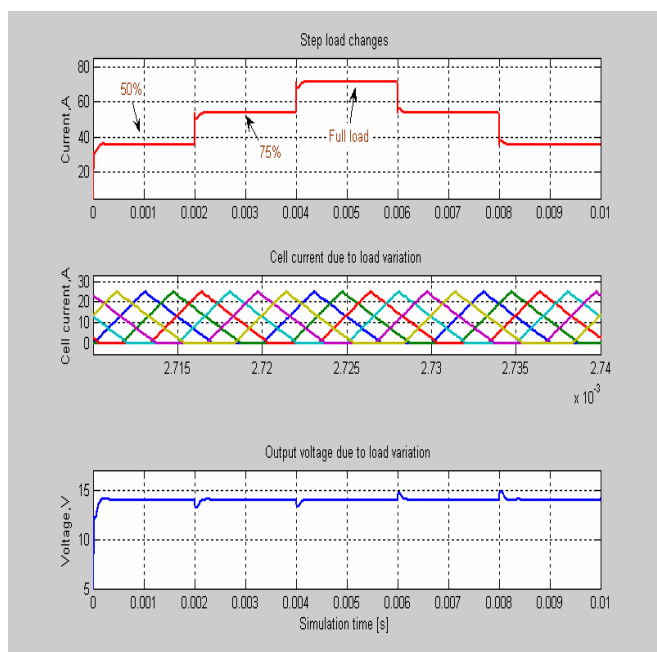 Step load changes
80
60
40
20
Current,A
50%
75%
Full load
0 0.001 0.002 0.003 0.004 0.005 0.006 0.007 0.008 0.009 0.01
Cell current due to load variation
30
20
10
0
Cell current,A
2.715 2.72 2.725 2.73 2.735 2.74
x 10-3
Output voltage due to load variation
15
10
5
Voltage,V
0 0.001 0.002 0.003 0.004 0.005 0.006 0.007 0.008 0.009 0.01
Simulation time [s]